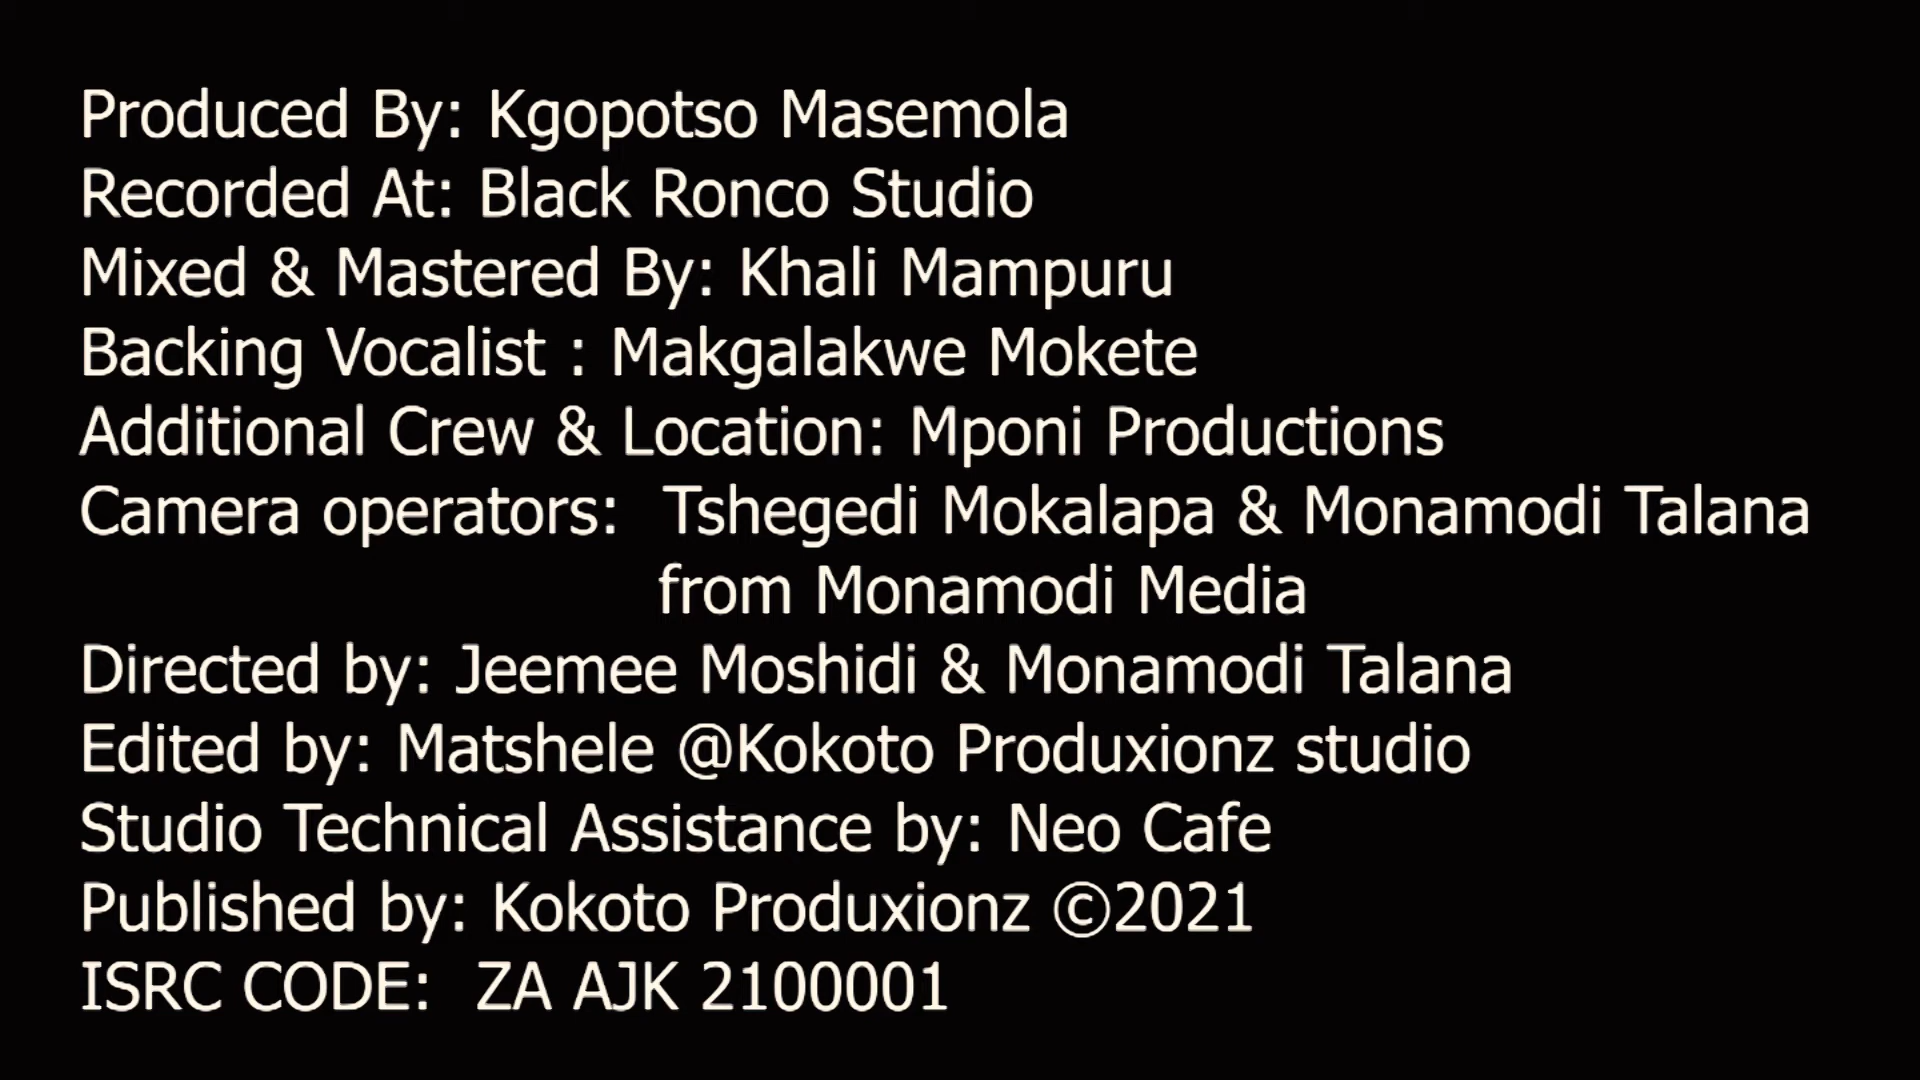 Produced By: Kgopotso Masemola
Recorded At: Black Ronco Studio
Mixed & Mastered By: Khali Mampuru
Backing Vocalist : Makgalakwe Mokete
Additional Crew & Location: Mponi Productions
Camera operators:  Tshegedi Mokalapa & Monamodi Talana
from Monamodi Media
Directed by: Jeemee Moshidi & Monamodi Talana
Edited by: Matshele @Kokoto Produxionz studio
Studio Technical Assistance by: Neo Cafe
Published by: Kokoto Produxionz ©2021
ISRC CODE:  ZA AJK 2100001